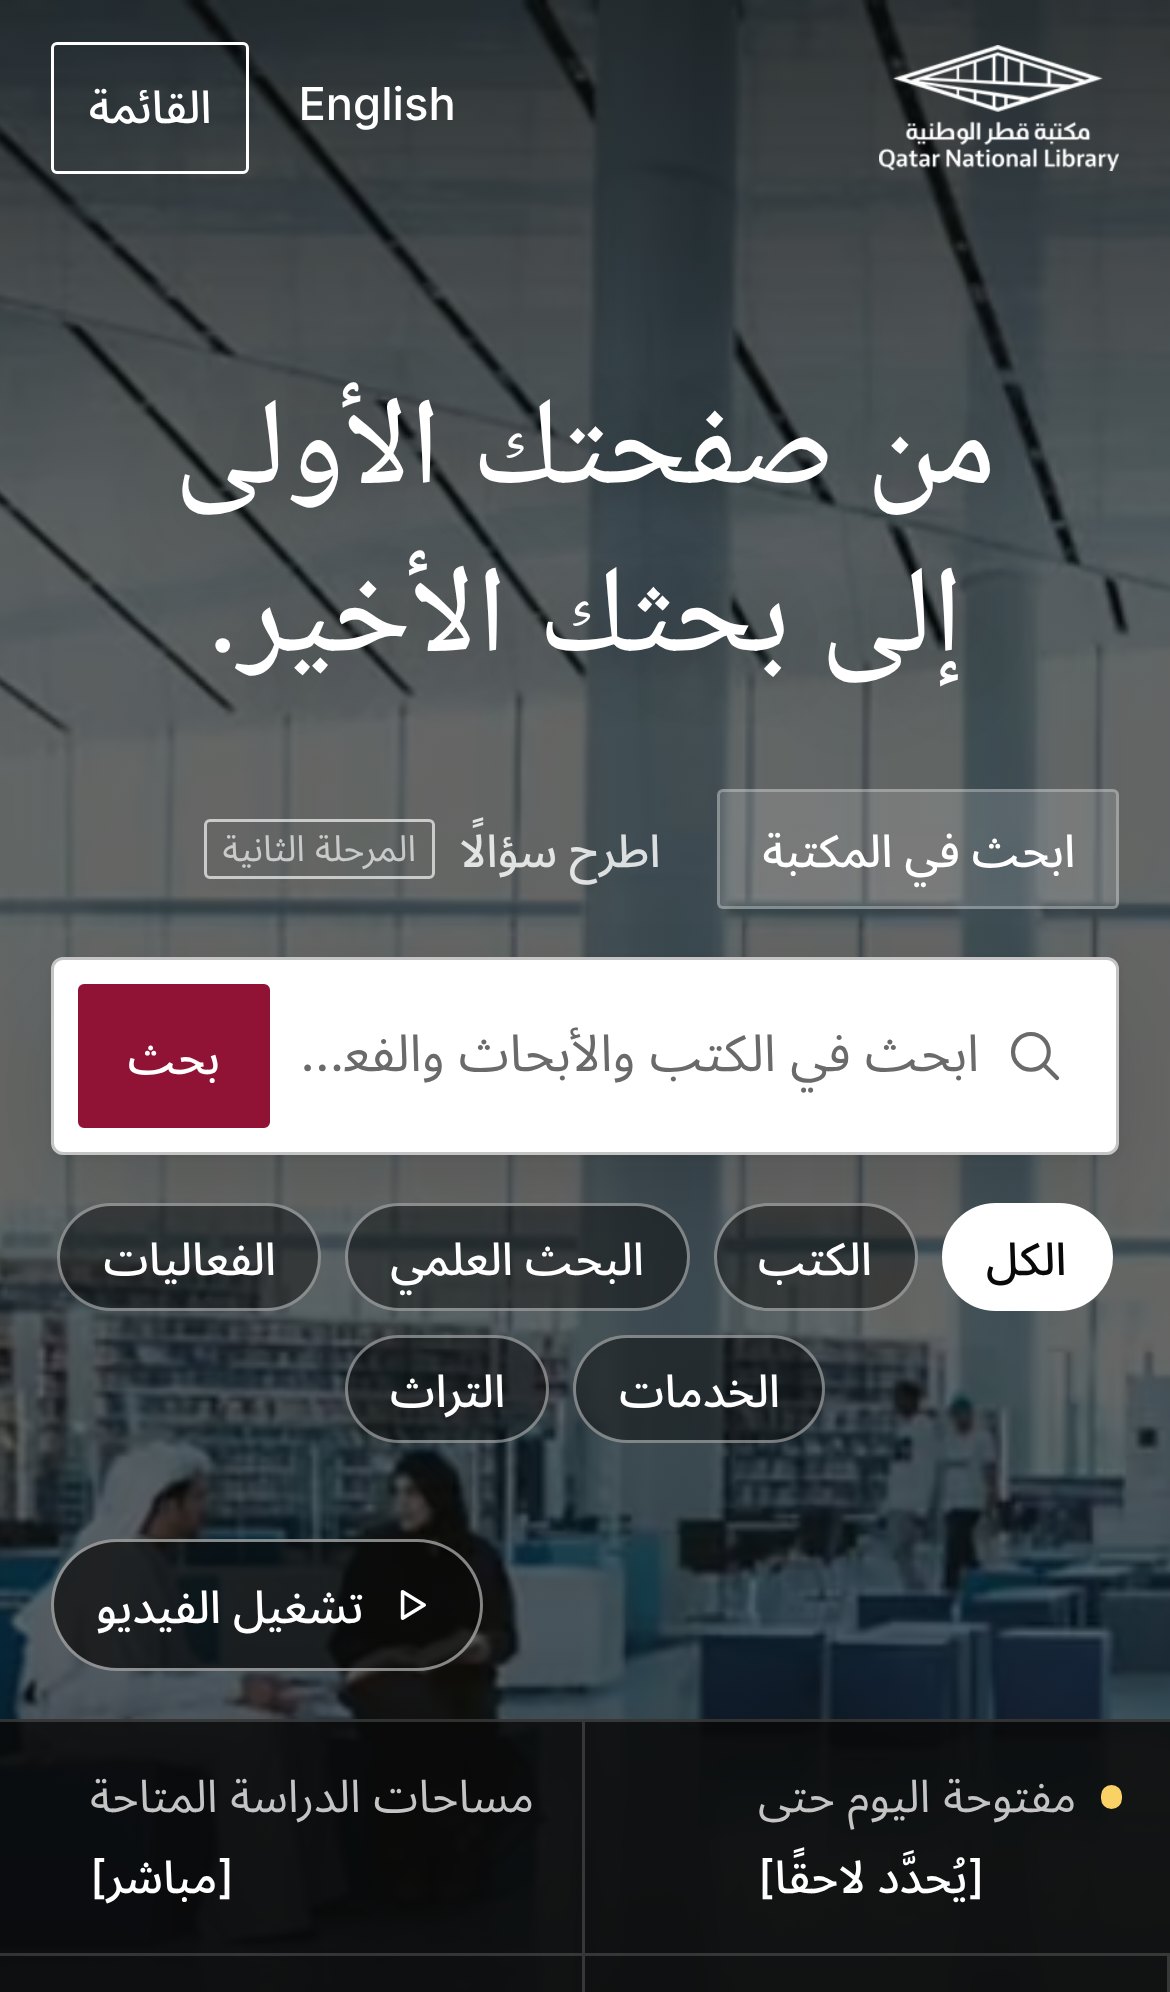 مكتبة قطر الوطنية
Qatar National Library
English
القائمة
من صفحتك الأولى
إلى بحثك الأخير.
ابحث في المكتبة
اطرح سؤالًا
المرحلة الثانية
ابحث في الكتب والأبحاث والفع...
بحث
الكل
الكتب
البحث العلمي
الفعاليات
الخدمات
التراث
تشغيل الفيديو
مفتوحة اليوم حتى
[يُحدَّد لاحقًا]
مساحات الدراسة المتاحة
[مباشر]